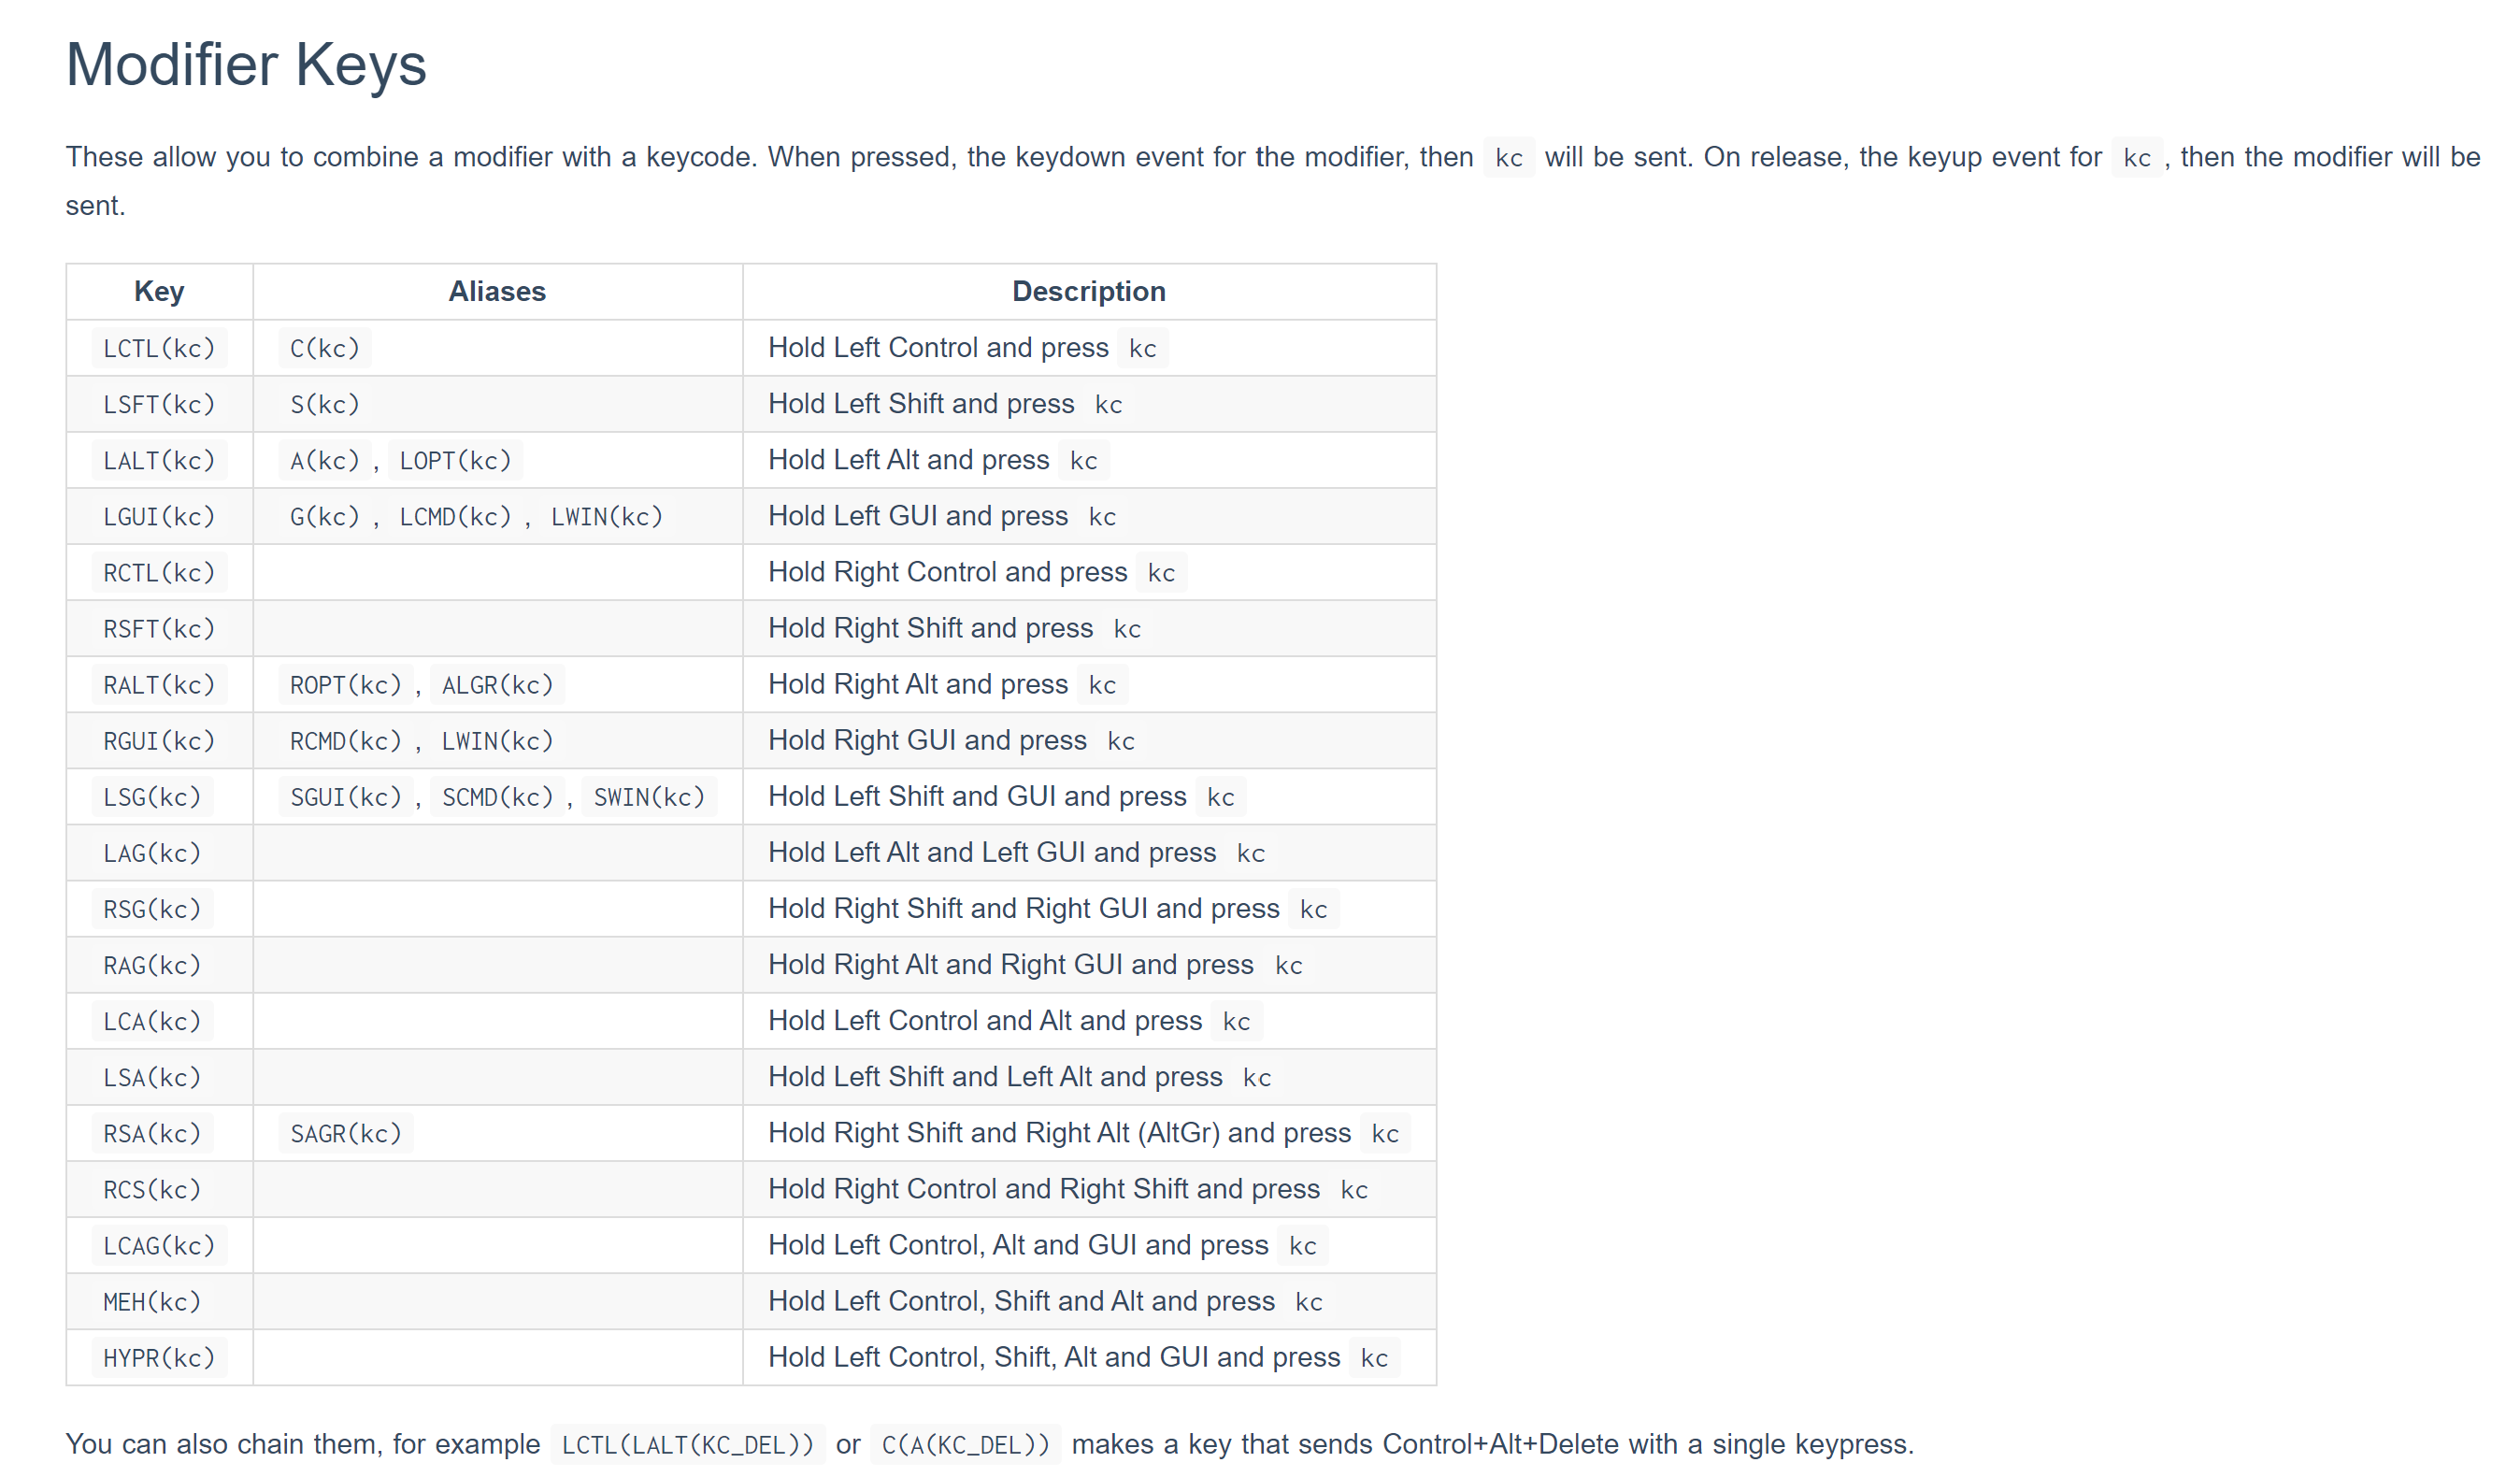 Modifier Keys
These allow you to combine a modifier with a keycode. When pressed, the keydown event for the modifier, then kc will be sent. On release, the keyup event for kc , then the modifier will be
sent.
Key Aliases Description
LCTL(kc) C(kc) Hold Left Control and press kc
LSFT(kc) S(kc) Hold Left Shift and press kc
LALT(kc) A(kc) , LOPT(kc) Hold Left Alt and press kc
LGUI(kc) G(kc) , LCMD(kc) , LWIN(kc) Hold Left GUI and press kc
RCTL(kc) Hold Right Control and press kc
RSFT(kc) Hold Right Shift and press kc
RALT(kc) ROPT(kc) , ALGR(kc) Hold Right Alt and press kc
RGUI(kc) RCMD(kc) , LWIN(kc) Hold Right GUI and press kc
LSG(kc) SGUI(kc) , SCMD(kc) , SWIN(kc) Hold Left Shift and GUI and press kc
LAG(kc) Hold Left Alt and Left GUI and press kc
RSG(kc) Hold Right Shift and Right GUI and press kc
RAG(kc) Hold Right Alt and Right GUI and press kc
LCA(kc) Hold Left Control and Alt and press kc
LSA(kc) Hold Left Shift and Left Alt and press kc
RSA(kc) SAGR(kc) Hold Right Shift and Right Alt (AltGr) and press kc
RCS(kc) Hold Right Control and Right Shift and press kc
LCAG(kc) Hold Left Control, Alt and GUI and press kc
MEH(kc) Hold Left Control, Shift and Alt and press kc
HYPR(kc) Hold Left Control, Shift, Alt and GUI and press kc
You can also chain them, for example LCTL(LALT(KC_DEL)) or C(A(KC_DEL)) makes a key that sends Control+Alt+Delete with a single keypress.